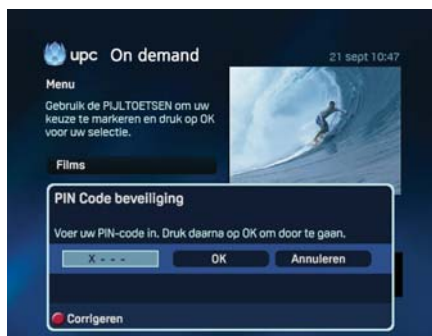 upc On demand
21 sept 10:47
Menu
Gebruik de PIJLTOETSEN om uw
keuze te markeren en druk op OK
voor uw selectie.
Films
PIN Code beveiliging
Voer uw PIN-code in. Druk daarna op OK om door te gaan.
X - - -
OK
Annuleren
Corrigeren